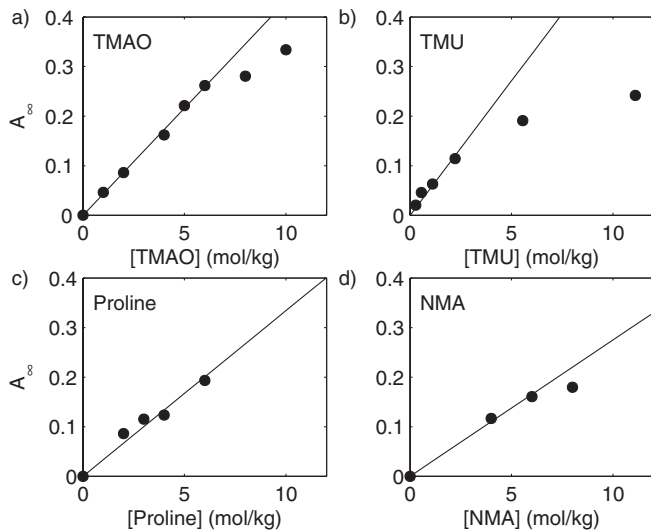 a)
TMAO
A∞
0.4
0.3
0.2
0.1
0
0 5 10
[TMAO] (mol/kg)
b)
TMU
0.4
0.3
0.2
0.1
0
0 5 10
[TMU] (mol/kg)
c)
Proline
A∞
0.4
0.3
0.2
0.1
0
0 5 10
[Proline] (mol/kg)
d)
NMA
0.4
0.3
0.2
0.1
0
0 5 10
[NMA] (mol/kg)